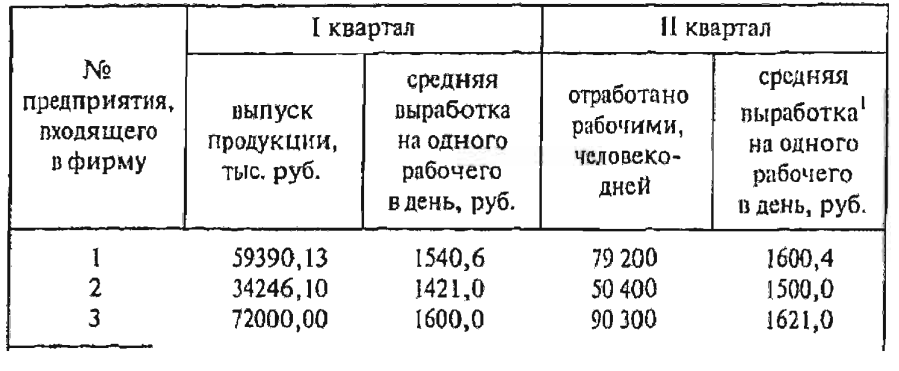 № предприятия, входящего в фирму | I квартал | II квартал
выпуск продукции, тыс. руб. | средняя выработка на одного рабочего в день, руб. | отработано рабочими, человеко-дней | средняя выработка¹ на одного рабочего в день, руб.
1 59390,13 1540,6 79 200 1600,4
2 34246,10 1421,0 50 400 1500,0
3 72000,00 1600,0 90 300 1621,0